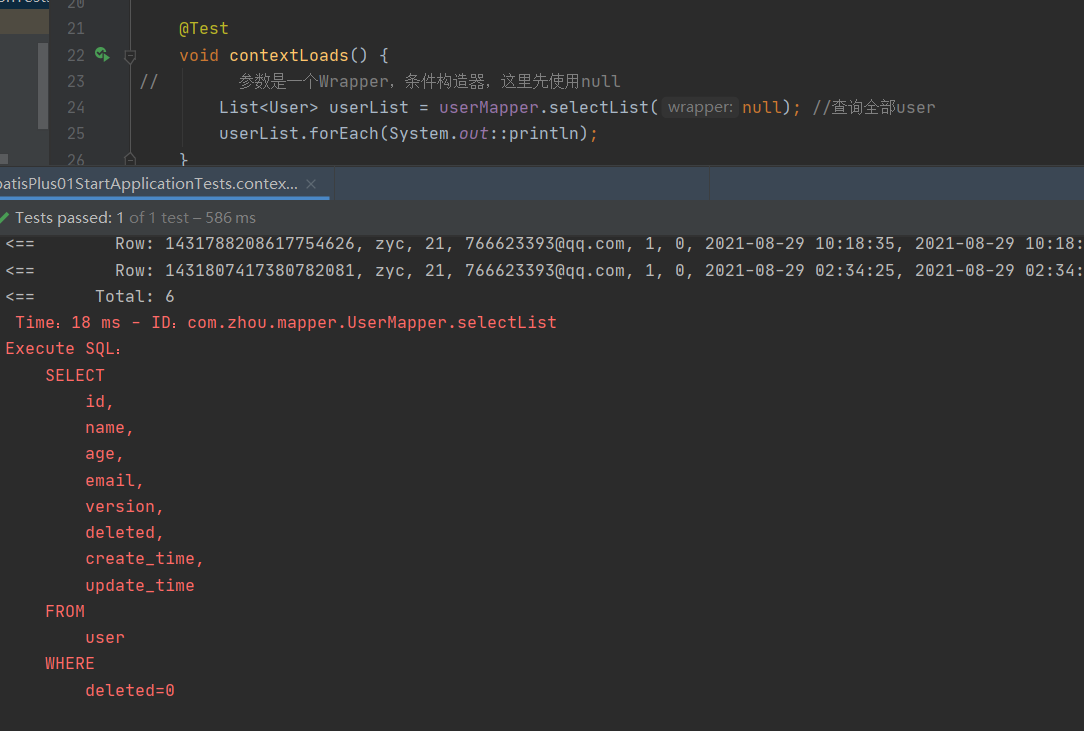 20
21 @Test
22 void contextLoads() {
23 // 参数是一个Wrapper，条件构造器，这里先使用null
24 List<User> userList = userMapper.selectList( wrapper: null); //查询全部user
25 userList.forEach(System.out::println);
26 }
patisPlus01StartApplicationTests.contex... ×
Tests passed: 1 of 1 test – 586 ms
<== Row: 1431788208617754626, zyc, 21, 766623393@qq.com, 1, 0, 2021-08-29 10:18:35, 2021-08-29 10:18:
<== Row: 1431807417380782081, zyc, 21, 766623393@qq.com, 1, 0, 2021-08-29 02:34:25, 2021-08-29 02:34:
<== Total: 6
Time：18 ms - ID：com.zhou.mapper.UserMapper.selectList
Execute SQL：
SELECT
id,
name,
age,
email,
version,
deleted,
create_time,
update_time
FROM
user
WHERE
deleted=0